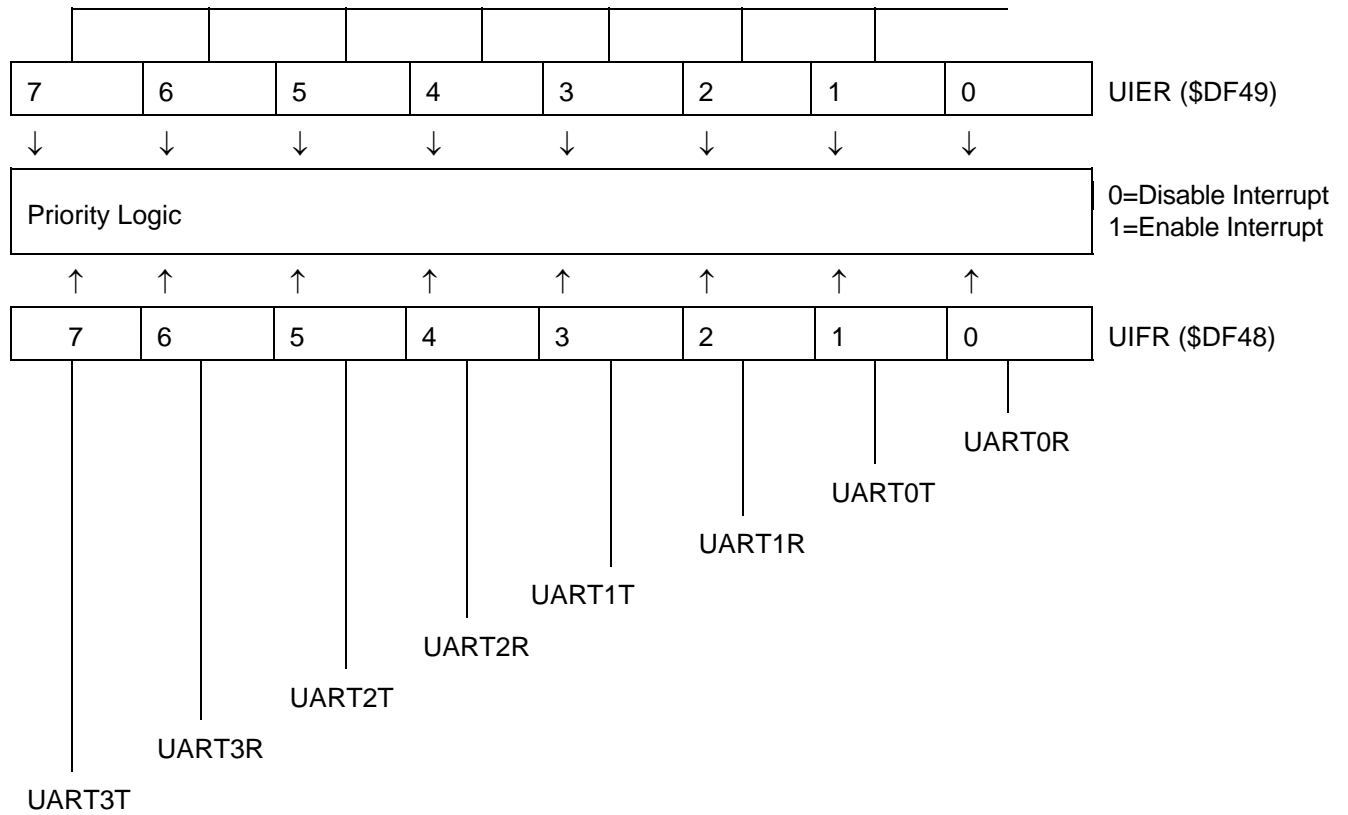 7 6 5 4 3 2 1 0 UIER ($DF49)
↓ ↓ ↓ ↓ ↓ ↓ ↓ ↓
Priority Logic
0=Disable Interrupt
1=Enable Interrupt
↑ ↑ ↑ ↑ ↑ ↑ ↑ ↑
7 6 5 4 3 2 1 0 UIFR ($DF48)
UART0R
UART0T
UART1R
UART1T
UART2R
UART2T
UART3R
UART3T